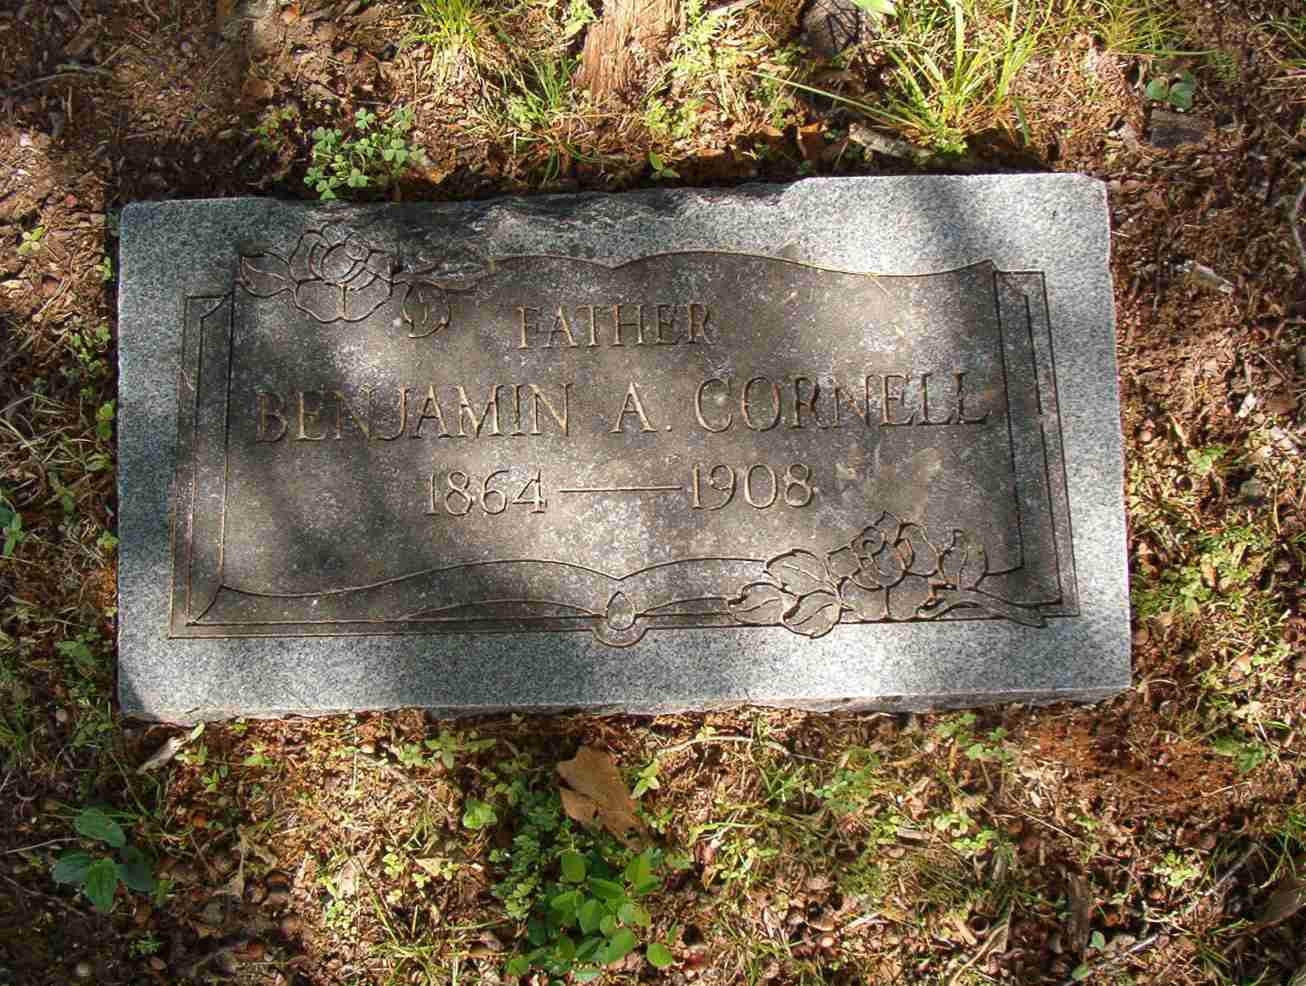 FATHER
BENJAMIN A. CORNELL
1864 — 1908